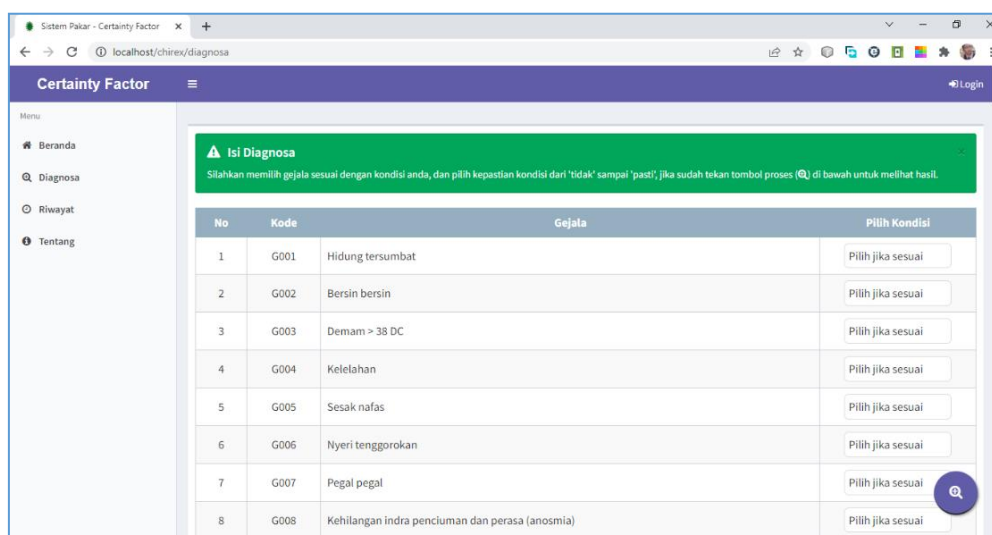 Sistem Pakar - Certainty Factor
localhost/chirex/diagnosa
Certainty Factor
Login
Menu
Beranda
Diagnosa
Riwayat
Tentang
Isi Diagnosa
Silahkan memilih gejala sesuai dengan kondisi anda, dan pilih kepastian kondisi dari 'tidak' sampai 'pasti', jika sudah tekan tombol proses () di bawah untuk melihat hasil.
No Kode Gejala Pilih Kondisi
1 G001 Hidung tersumbat Pilih jika sesuai
2 G002 Bersin bersin Pilih jika sesuai
3 G003 Demam > 38 DC Pilih jika sesuai
4 G004 Kelelahan Pilih jika sesuai
5 G005 Sesak nafas Pilih jika sesuai
6 G006 Nyeri tenggorokan Pilih jika sesuai
7 G007 Pegal pegal Pilih jika sesuai
8 G008 Kehilangan indra penciuman dan perasa (anosmia) Pilih jika sesuai